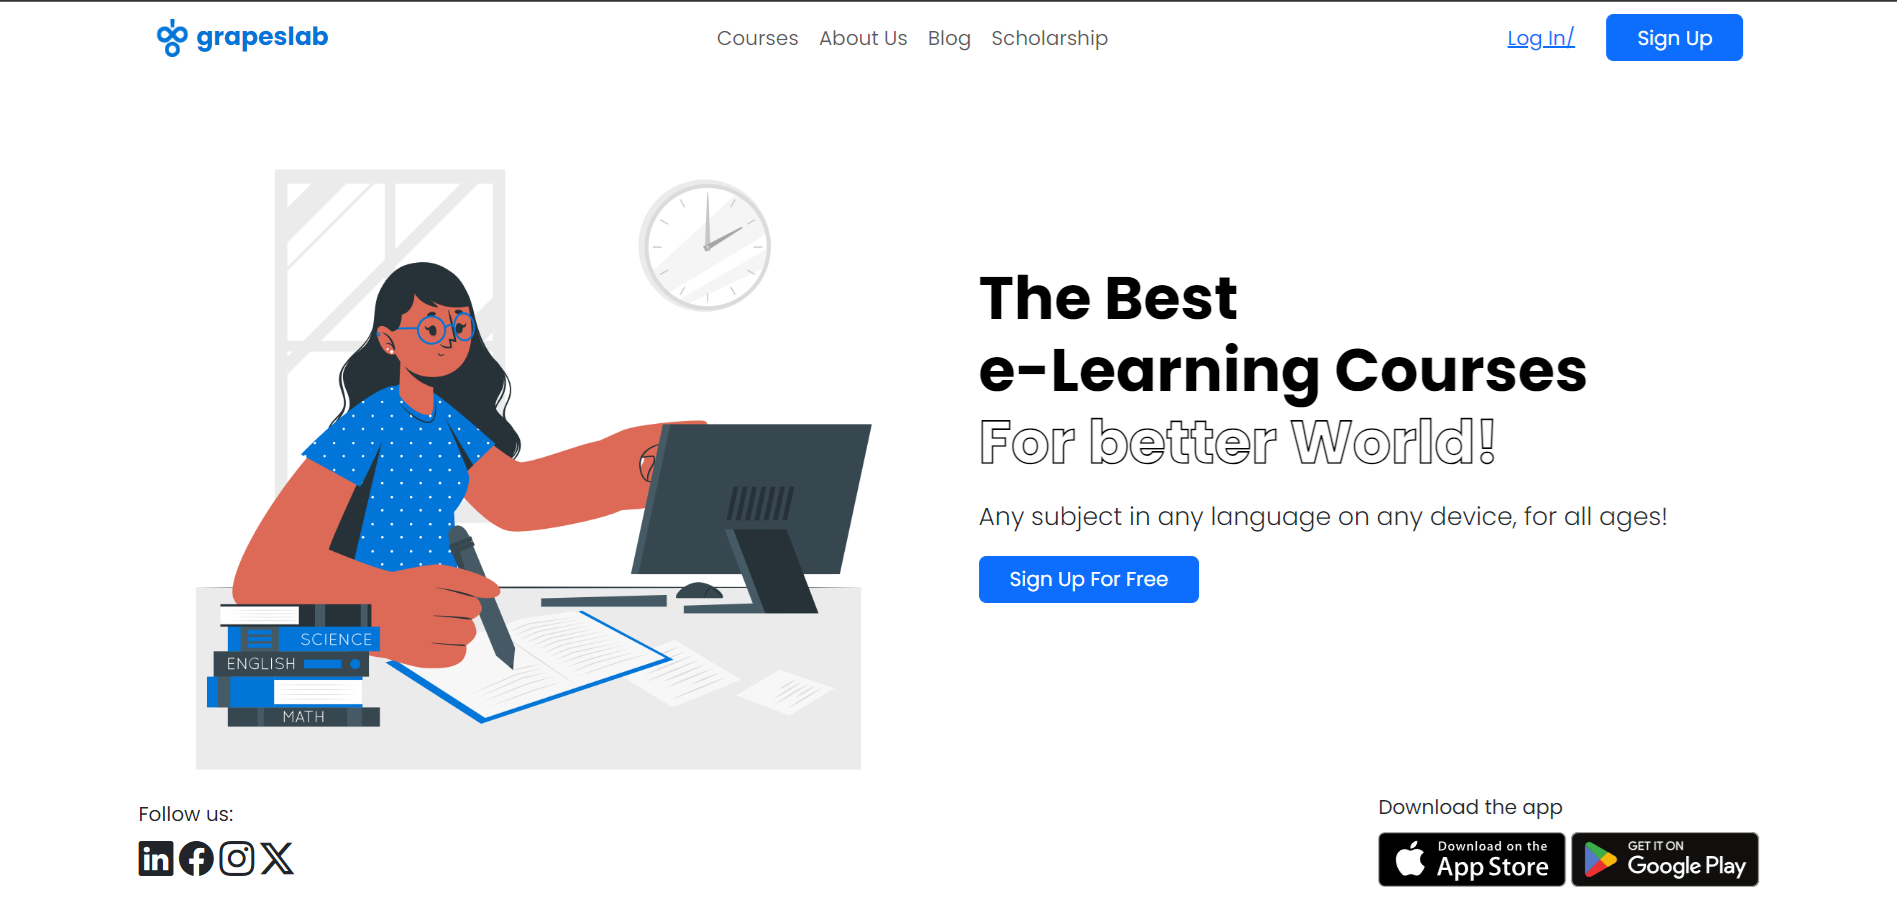 grapeslab
Courses About Us Blog Scholarship
Log In/ Sign Up
The Best
e-Learning Courses
For better World!
Any subject in any language on any device, for all ages!
Sign Up For Free
SCIENCE
ENGLISH
MATH
Follow us:
in f X
Download the app
Download on the
App Store
GET IT ON
Google Play